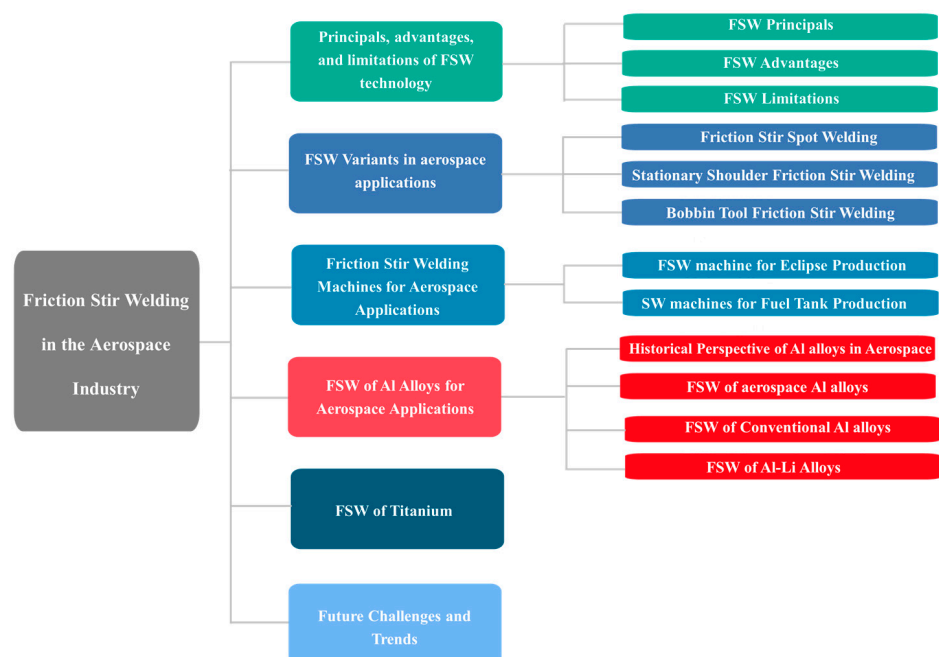 Friction Stir Welding
in the Aerospace
Industry
Principals, advantages,
and limitations of FSW
technology
FSW Principals
FSW Advantages
FSW Limitations
FSW Variants in aerospace
applications
Friction Stir Spot Welding
Stationary Shoulder Friction Stir Welding
Bobbin Tool Friction Stir Welding
Friction Stir Welding
Machines for Aerospace
Applications
FSW machine for Eclipse Production
SW machines for Fuel Tank Production
FSW of Al Alloys for
Aerospace Applications
Historical Perspective of Al alloys in Aerospace
FSW of aerospace Al alloys
FSW of Conventional Al alloys
FSW of Al-Li Alloys
FSW of Titanium
Future Challenges and
Trends